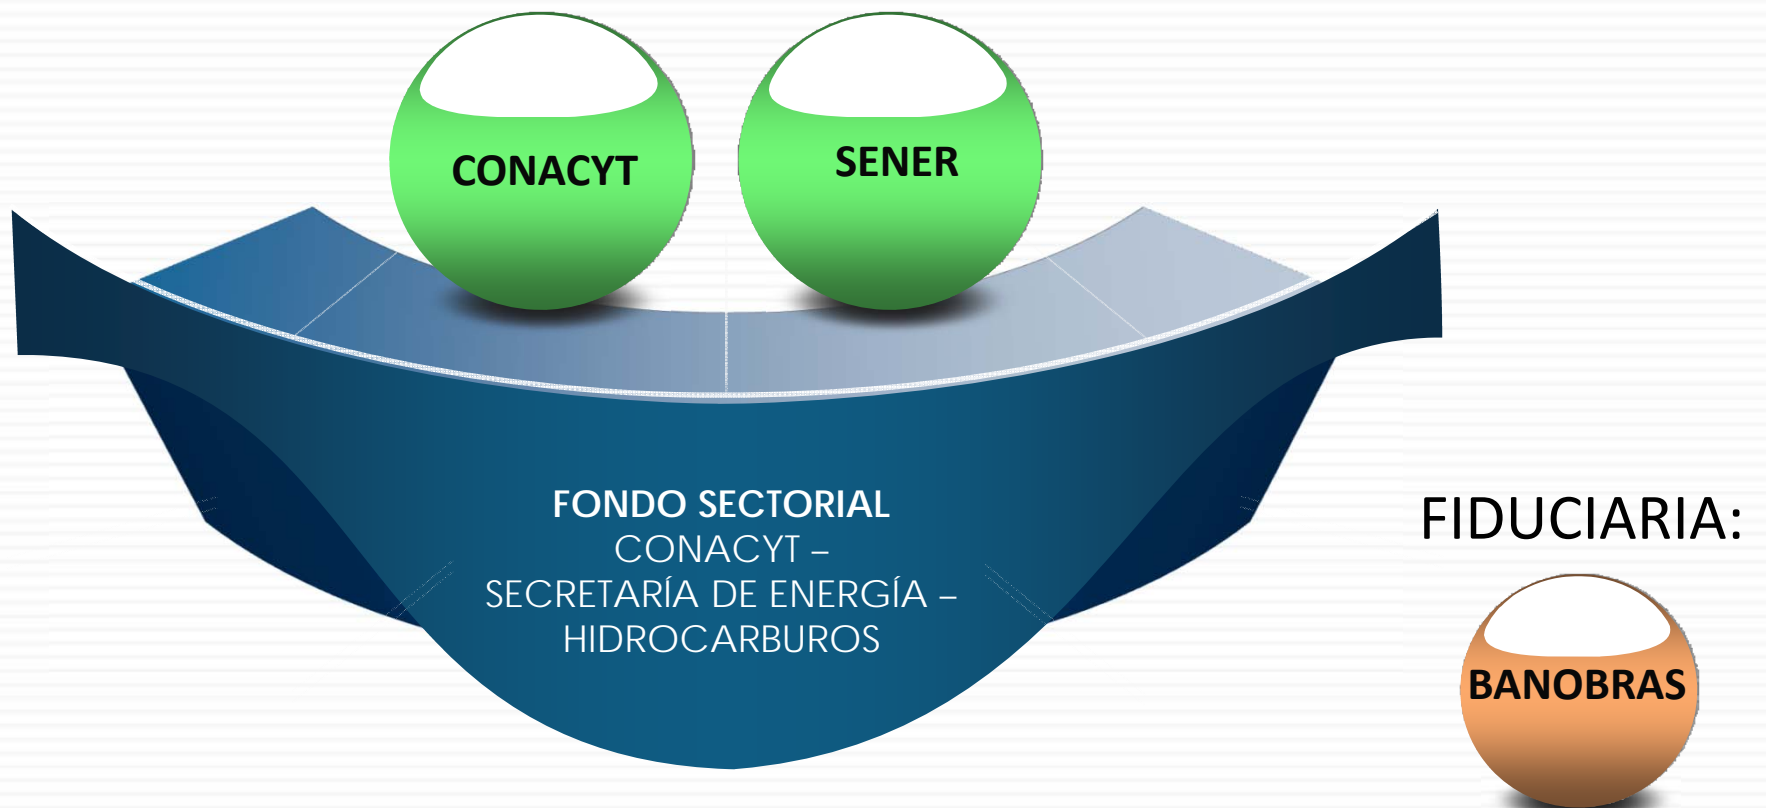 CONACYT
SENER
FONDO SECTORIAL
CONACYT –
SECRETARÍA DE ENERGÍA –
HIDROCARBUROS
FIDUCIARIA:
BANOBRAS